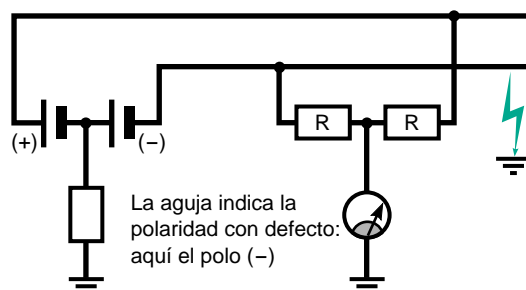 R
R
(+)
(−)
La aguja indica la
polaridad con defecto:
aquí el polo (−)